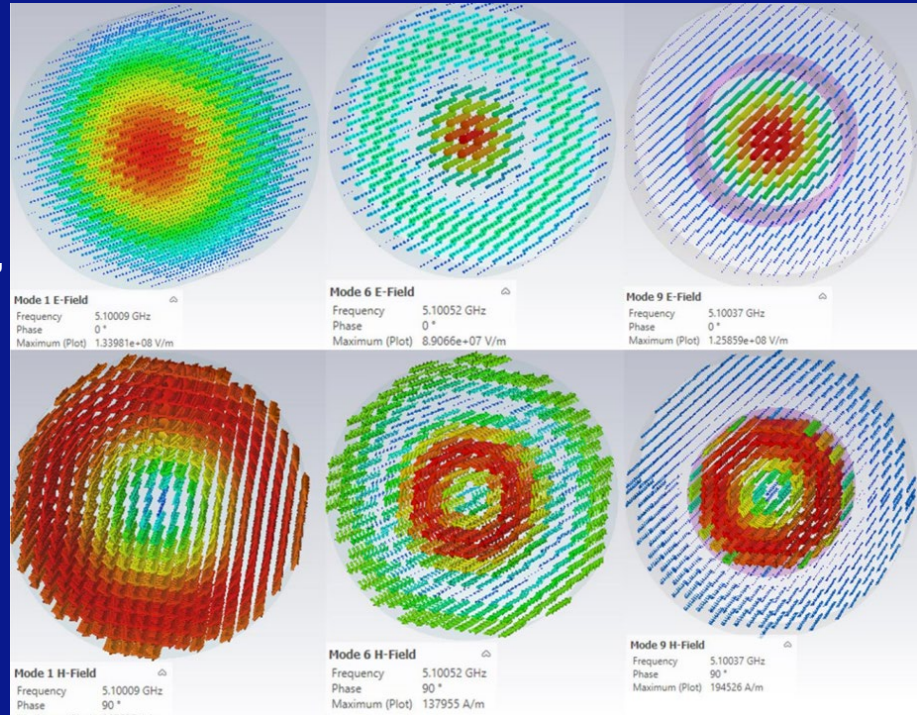 Mode 1 E-Field
Frequency 5.10009 GHz
Phase 0 °
Maximum (Plot) 1.33981e+08 V/m
Mode 6 E-Field
Frequency 5.10052 GHz
Phase 0 °
Maximum (Plot) 8.9066e+07 V/m
Mode 9 E-Field
Frequency 5.10037 GHz
Phase 0 °
Maximum (Plot) 1.25859e+08 V/m
Mode 1 H-Field
Frequency 5.10009 GHz
Phase 90 °
Mode 6 H-Field
Frequency 5.10052 GHz
Phase 90 °
Maximum (Plot) 137955 A/m
Mode 9 H-Field
Frequency 5.10037 GHz
Phase 90 °
Maximum (Plot) 194526 A/m